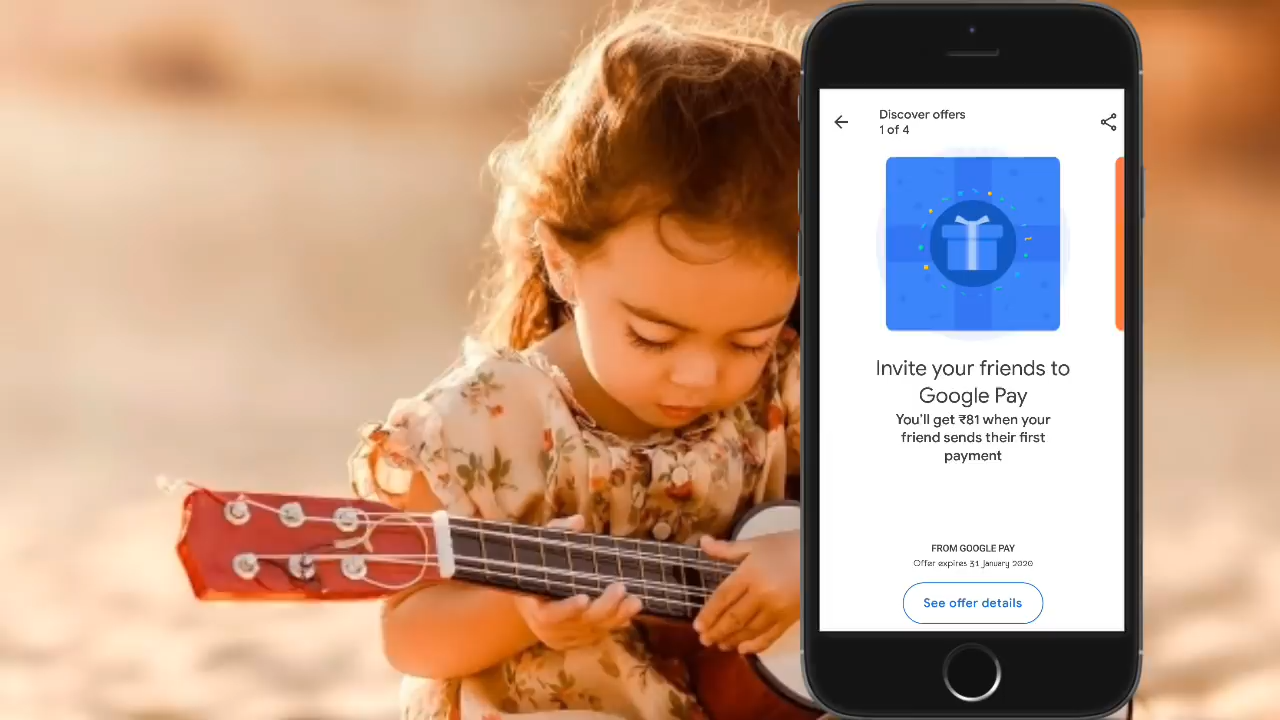 Discover offers
1 of 4
Invite your friends to
Google Pay
You'll get ₹81 when your
friend sends their first
payment
FROM GOOGLE PAY
Offer expires 31 January 2020
See offer details